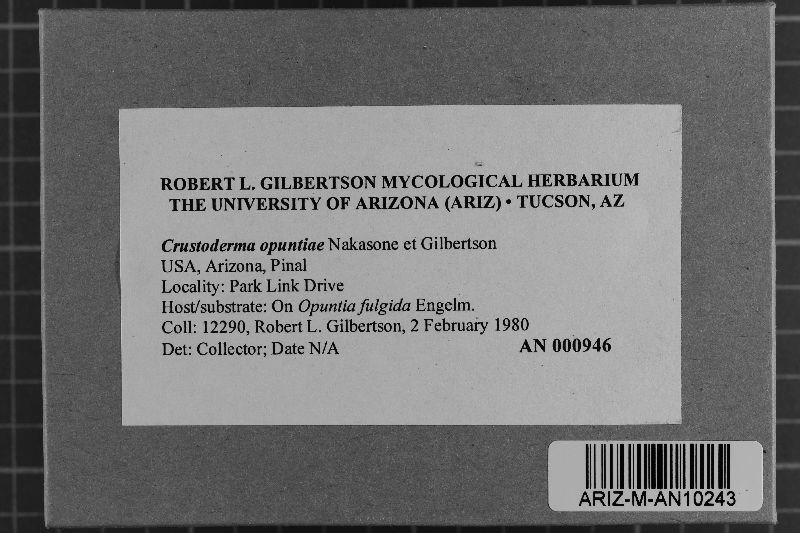 ROBERT L. GILBERTSON MYCOLOGICAL HERBARIUM
THE UNIVERSITY OF ARIZONA (ARIZ) • TUCSON, AZ
Crustoderma opuntiae Nakasone et Gilbertson
USA, Arizona, Pinal
Locality: Park Link Drive
Host/substrate: On Opuntia fulgida Engelm.
Coll: 12290, Robert L. Gilbertson, 2 February 1980
Det: Collector; Date N/A AN 000946
ARIZ-M-AN10243